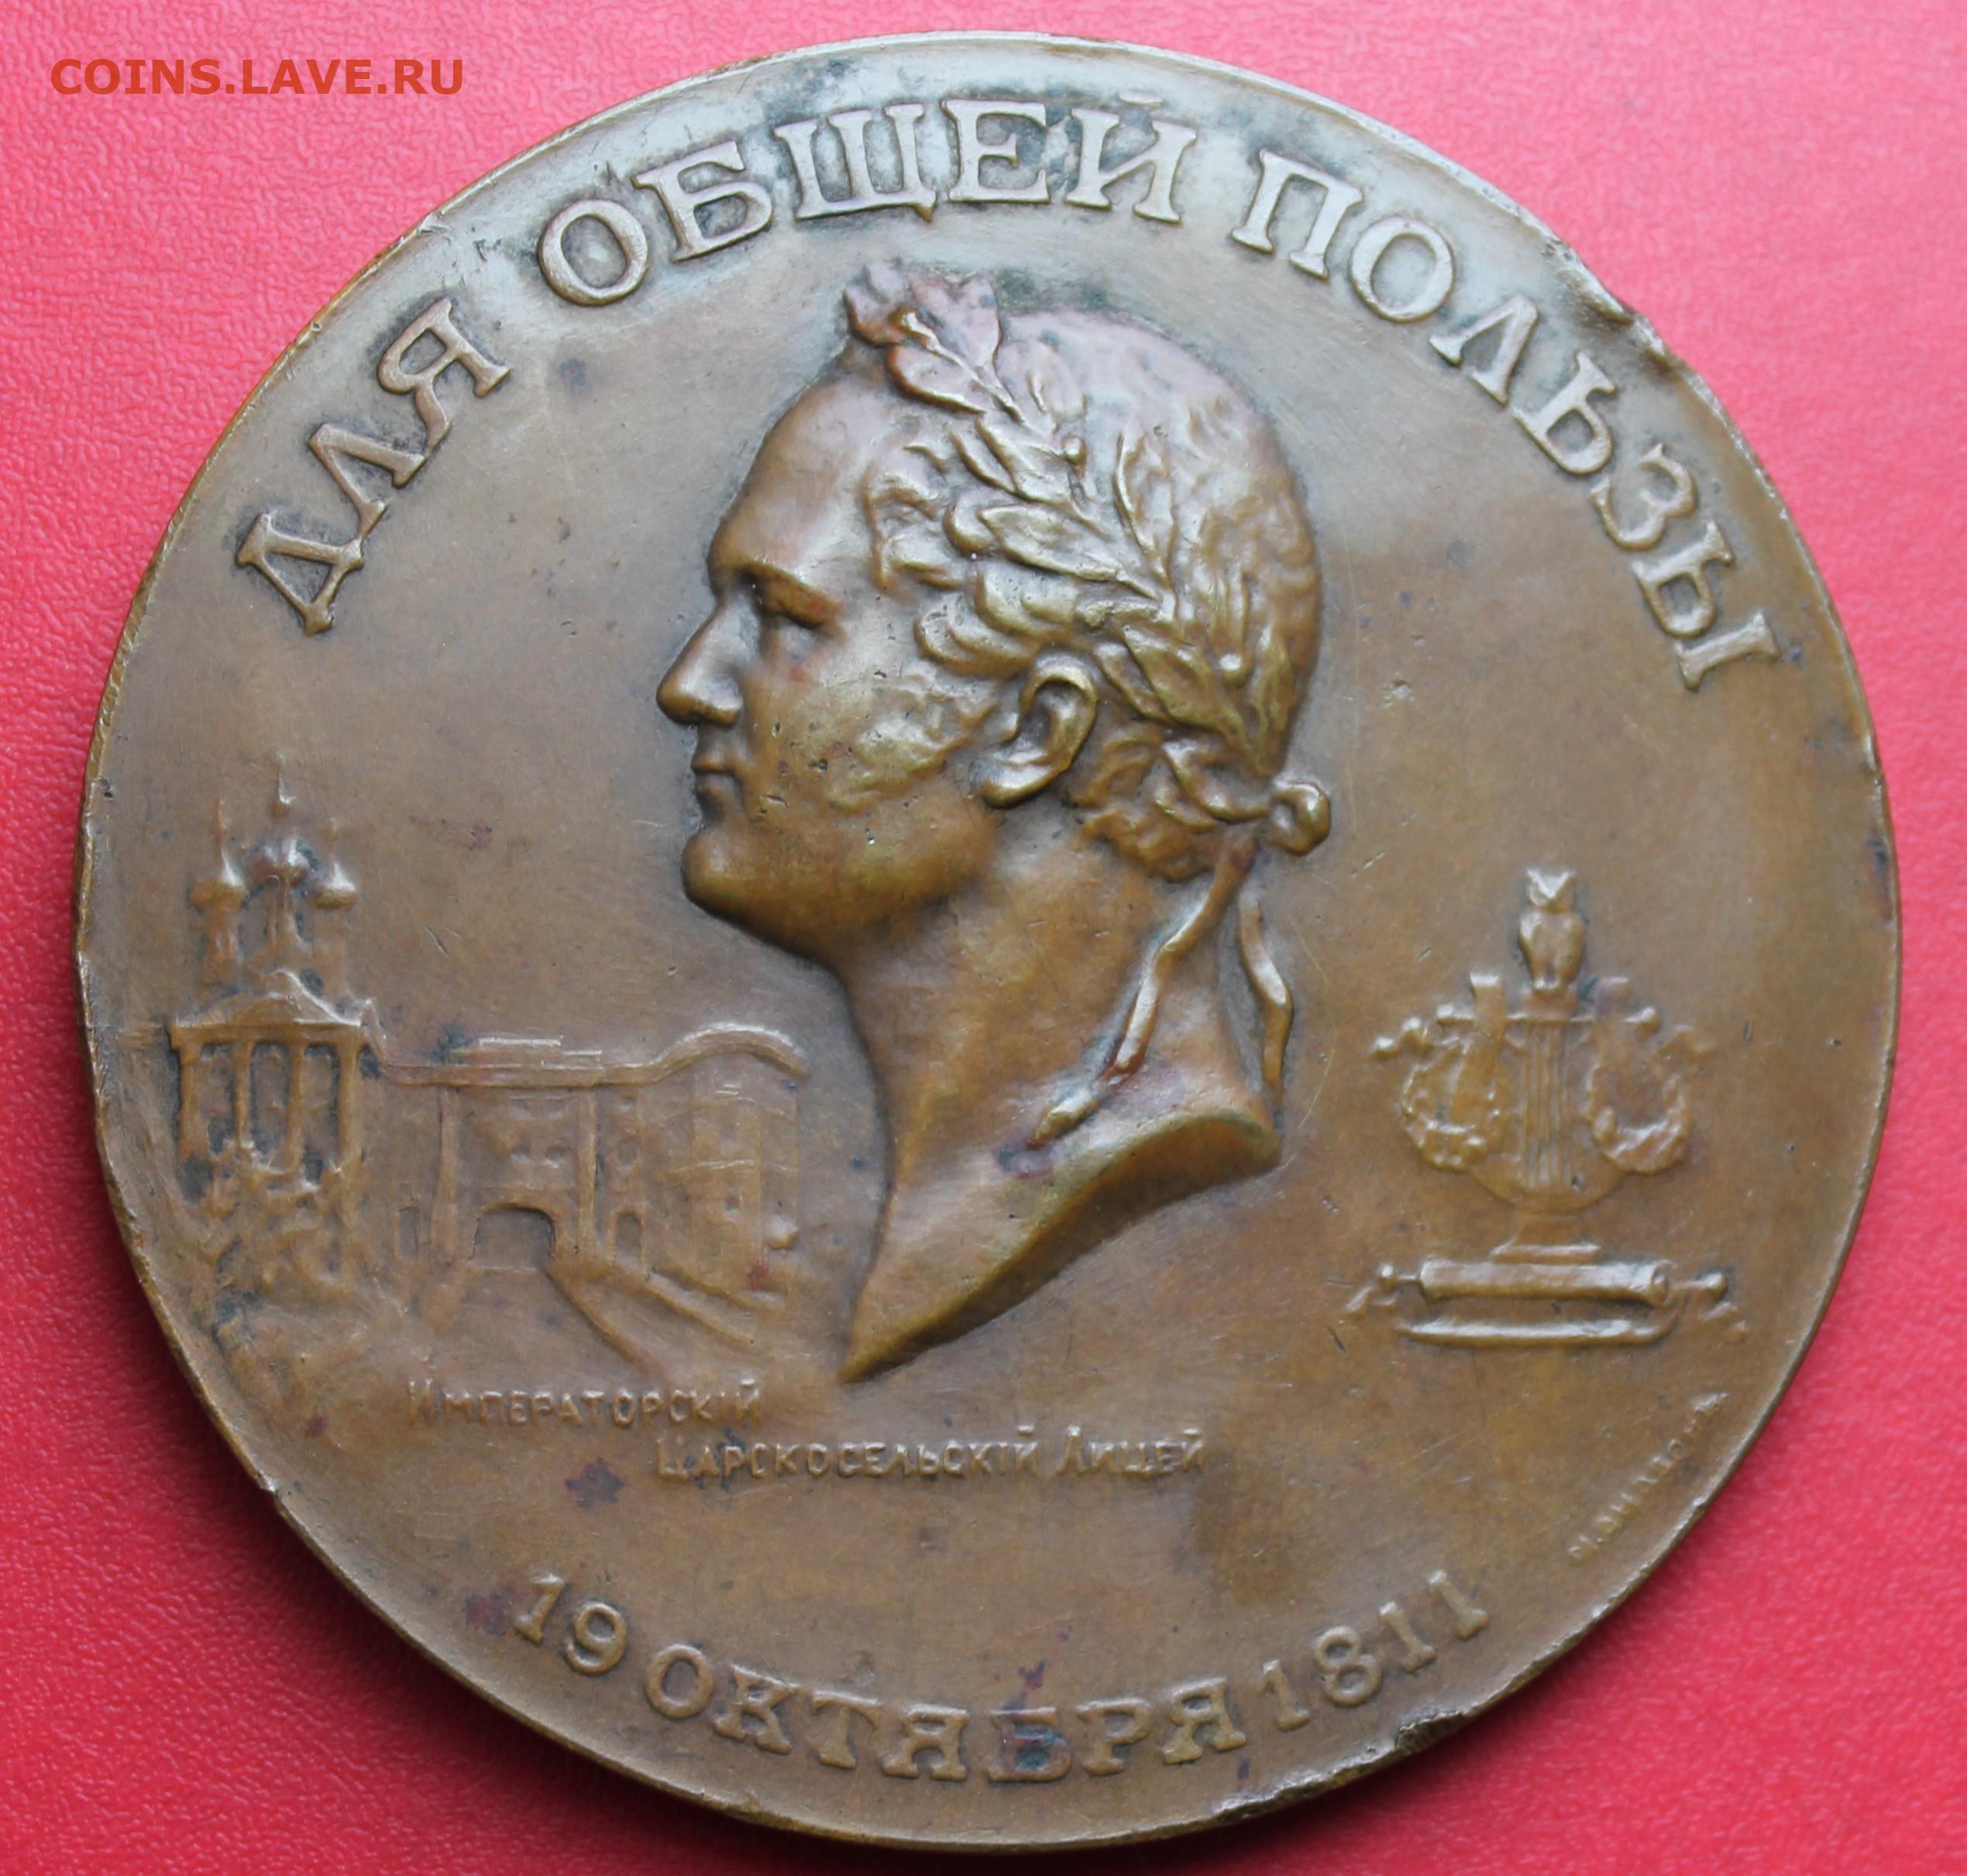 COINS.LAVE.RU
ДЛЯ ОБЩЕЙ ПОЛЬЗЫ
ИМПЕРАТОРСКІЙ
ЦАРСКОСЕЛЬСКІЙ ЛИЦЕЙ
19 ОКТЯБРЯ 1811